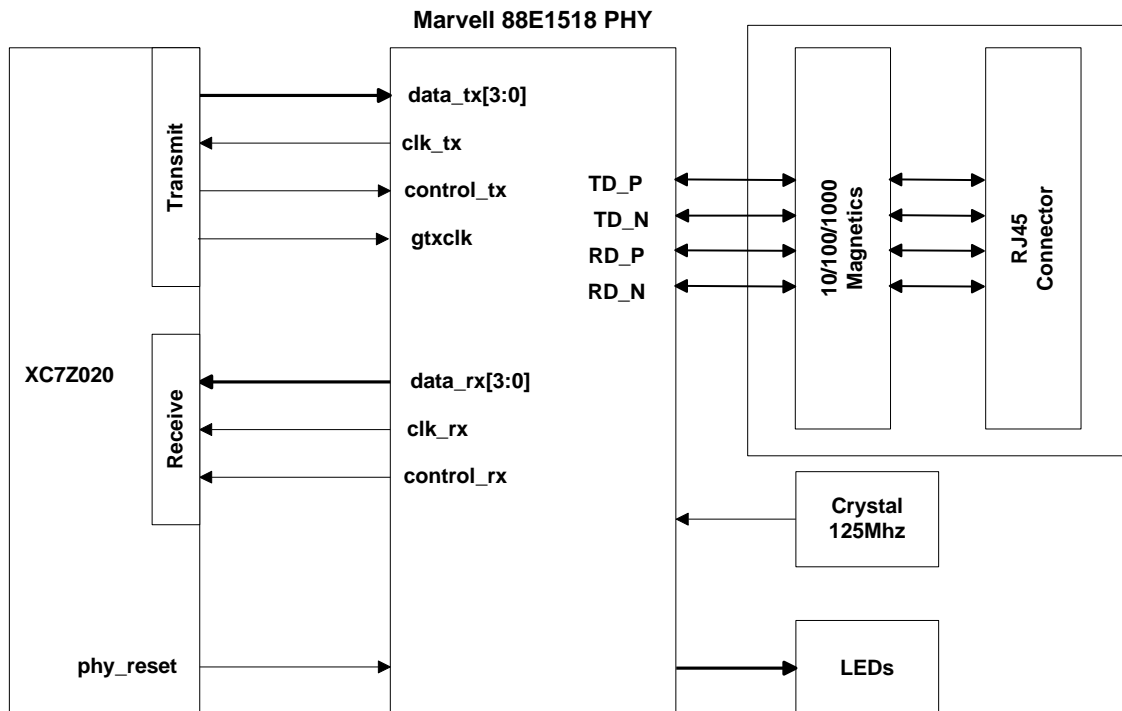 Marvell 88E1518 PHY
Transmit
data_tx[3:0]
clk_tx
control_tx
gtxclk
TD_P
TD_N
RD_P
RD_N
10/100/1000
Magnetics
RJ45
Connector
XC7Z020
Receive
data_rx[3:0]
clk_rx
control_rx
Crystal
125Mhz
phy_reset
LEDs